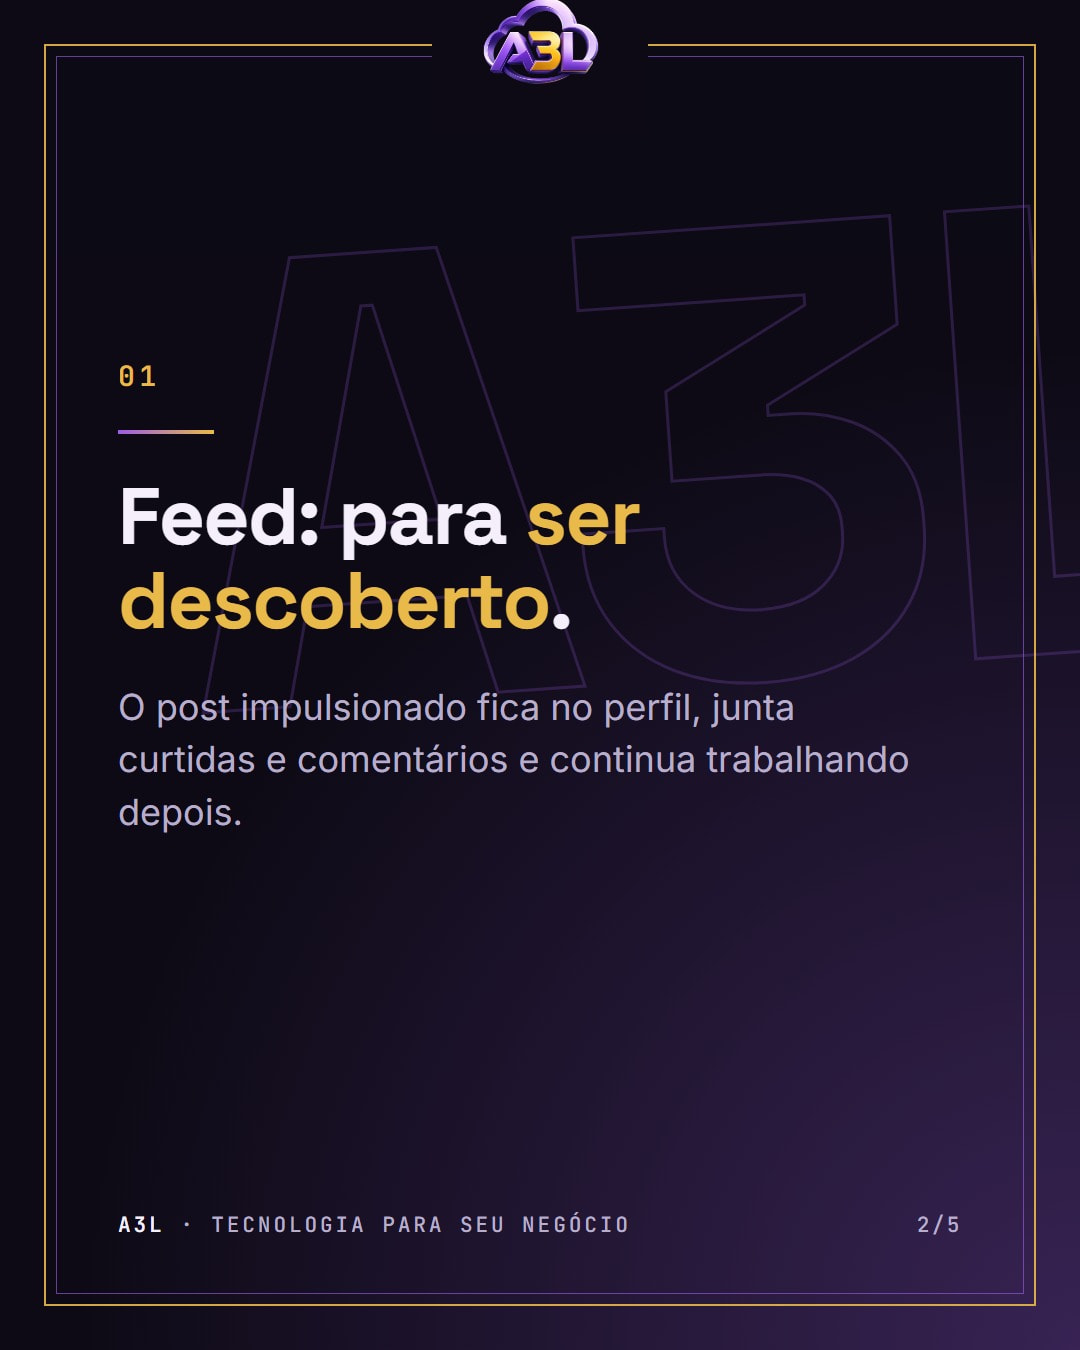 A3L
01
Feed: para ser
descoberto.
O post impulsionado fica no perfil, junta
curtidas e comentários e continua trabalhando
depois.
A3L · TECNOLOGIA PARA SEU NEGÓCIO 2/5